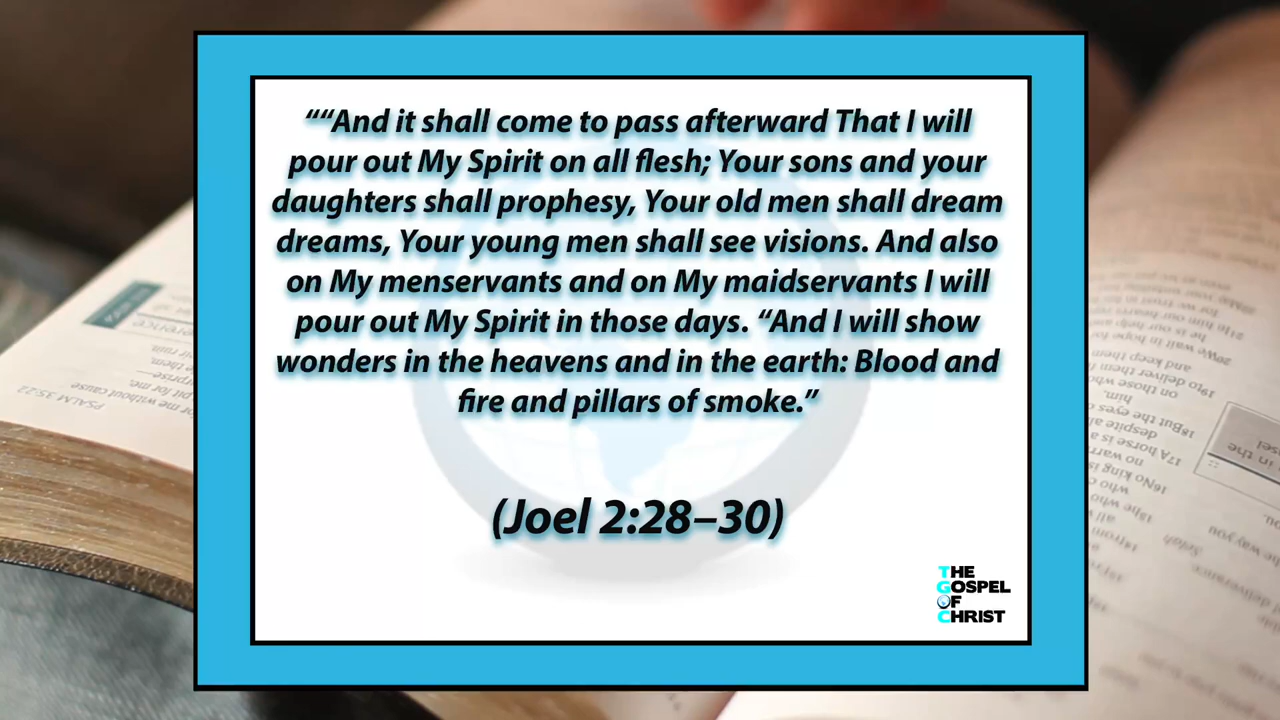 ““And it shall come to pass afterward That I will
pour out My Spirit on all flesh; Your sons and your
daughters shall prophesy, Your old men shall dream
dreams, Your young men shall see visions. And also
on My menservants and on My maidservants I will
pour out My Spirit in those days. “And I will show
wonders in the heavens and in the earth: Blood and
fire and pillars of smoke.”
(Joel 2:28–30)
THE
GOSPEL
OF
CHRIST
PSALM 35:22